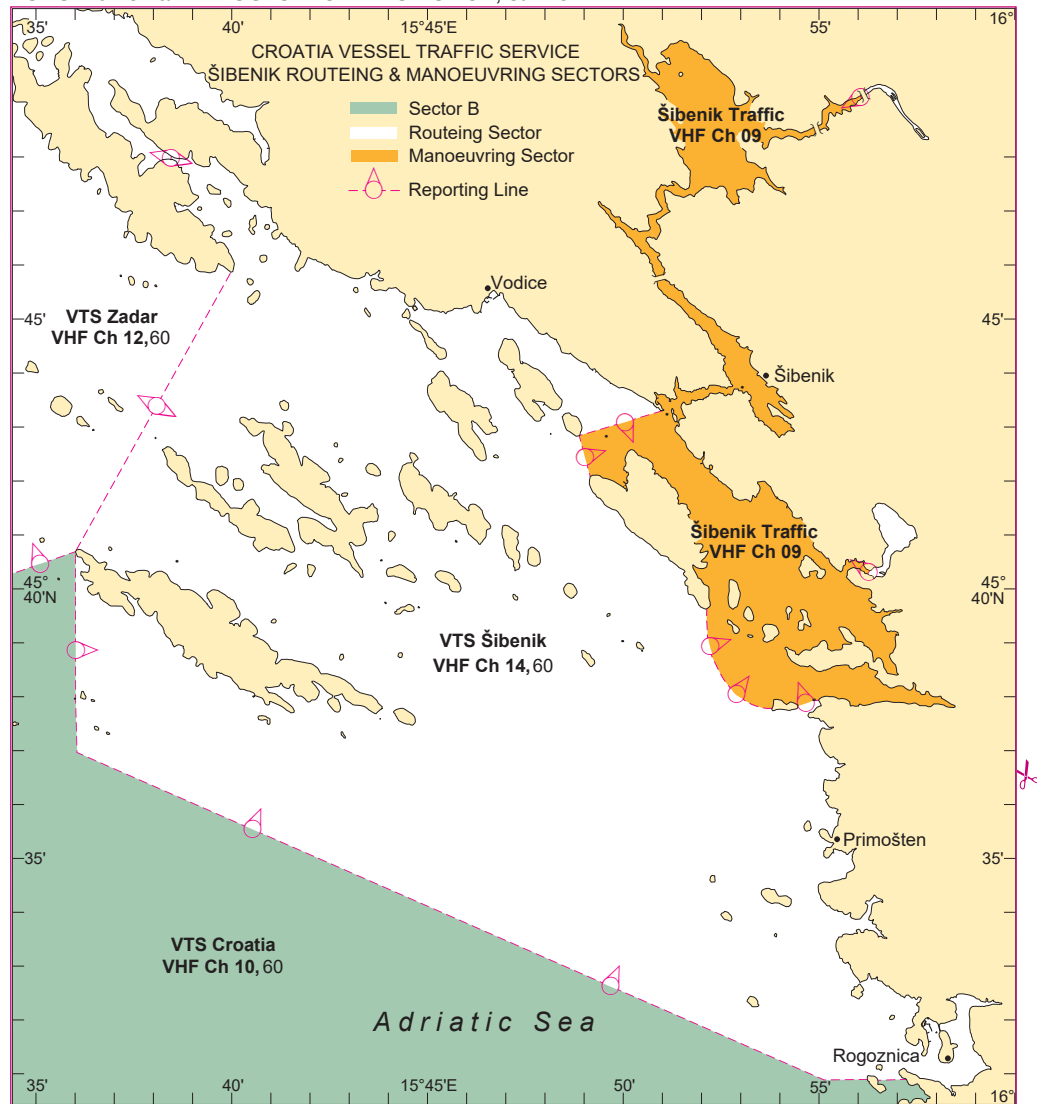 35'
40'
15°45'E
55'
16°
CROATIA VESSEL TRAFFIC SERVICE
ŠIBENIK ROUTEING & MANOEUVRING SECTORS
Sector B
Routeing Sector
Manoeuvring Sector
Reporting Line
Šibenik Traffic
VHF Ch 09
Vodice
VTS Zadar
VHF Ch 12,60
45'
45'
Šibenik
Šibenik Traffic
VHF Ch 09
45°
40'N
45°
40'N
VTS Šibenik
VHF Ch 14,60
Primošten
35'
35'
VTS Croatia
VHF Ch 10,60
Adriatic Sea
Rogoznica
35'
40'
15°45'E
50'
55'
16°